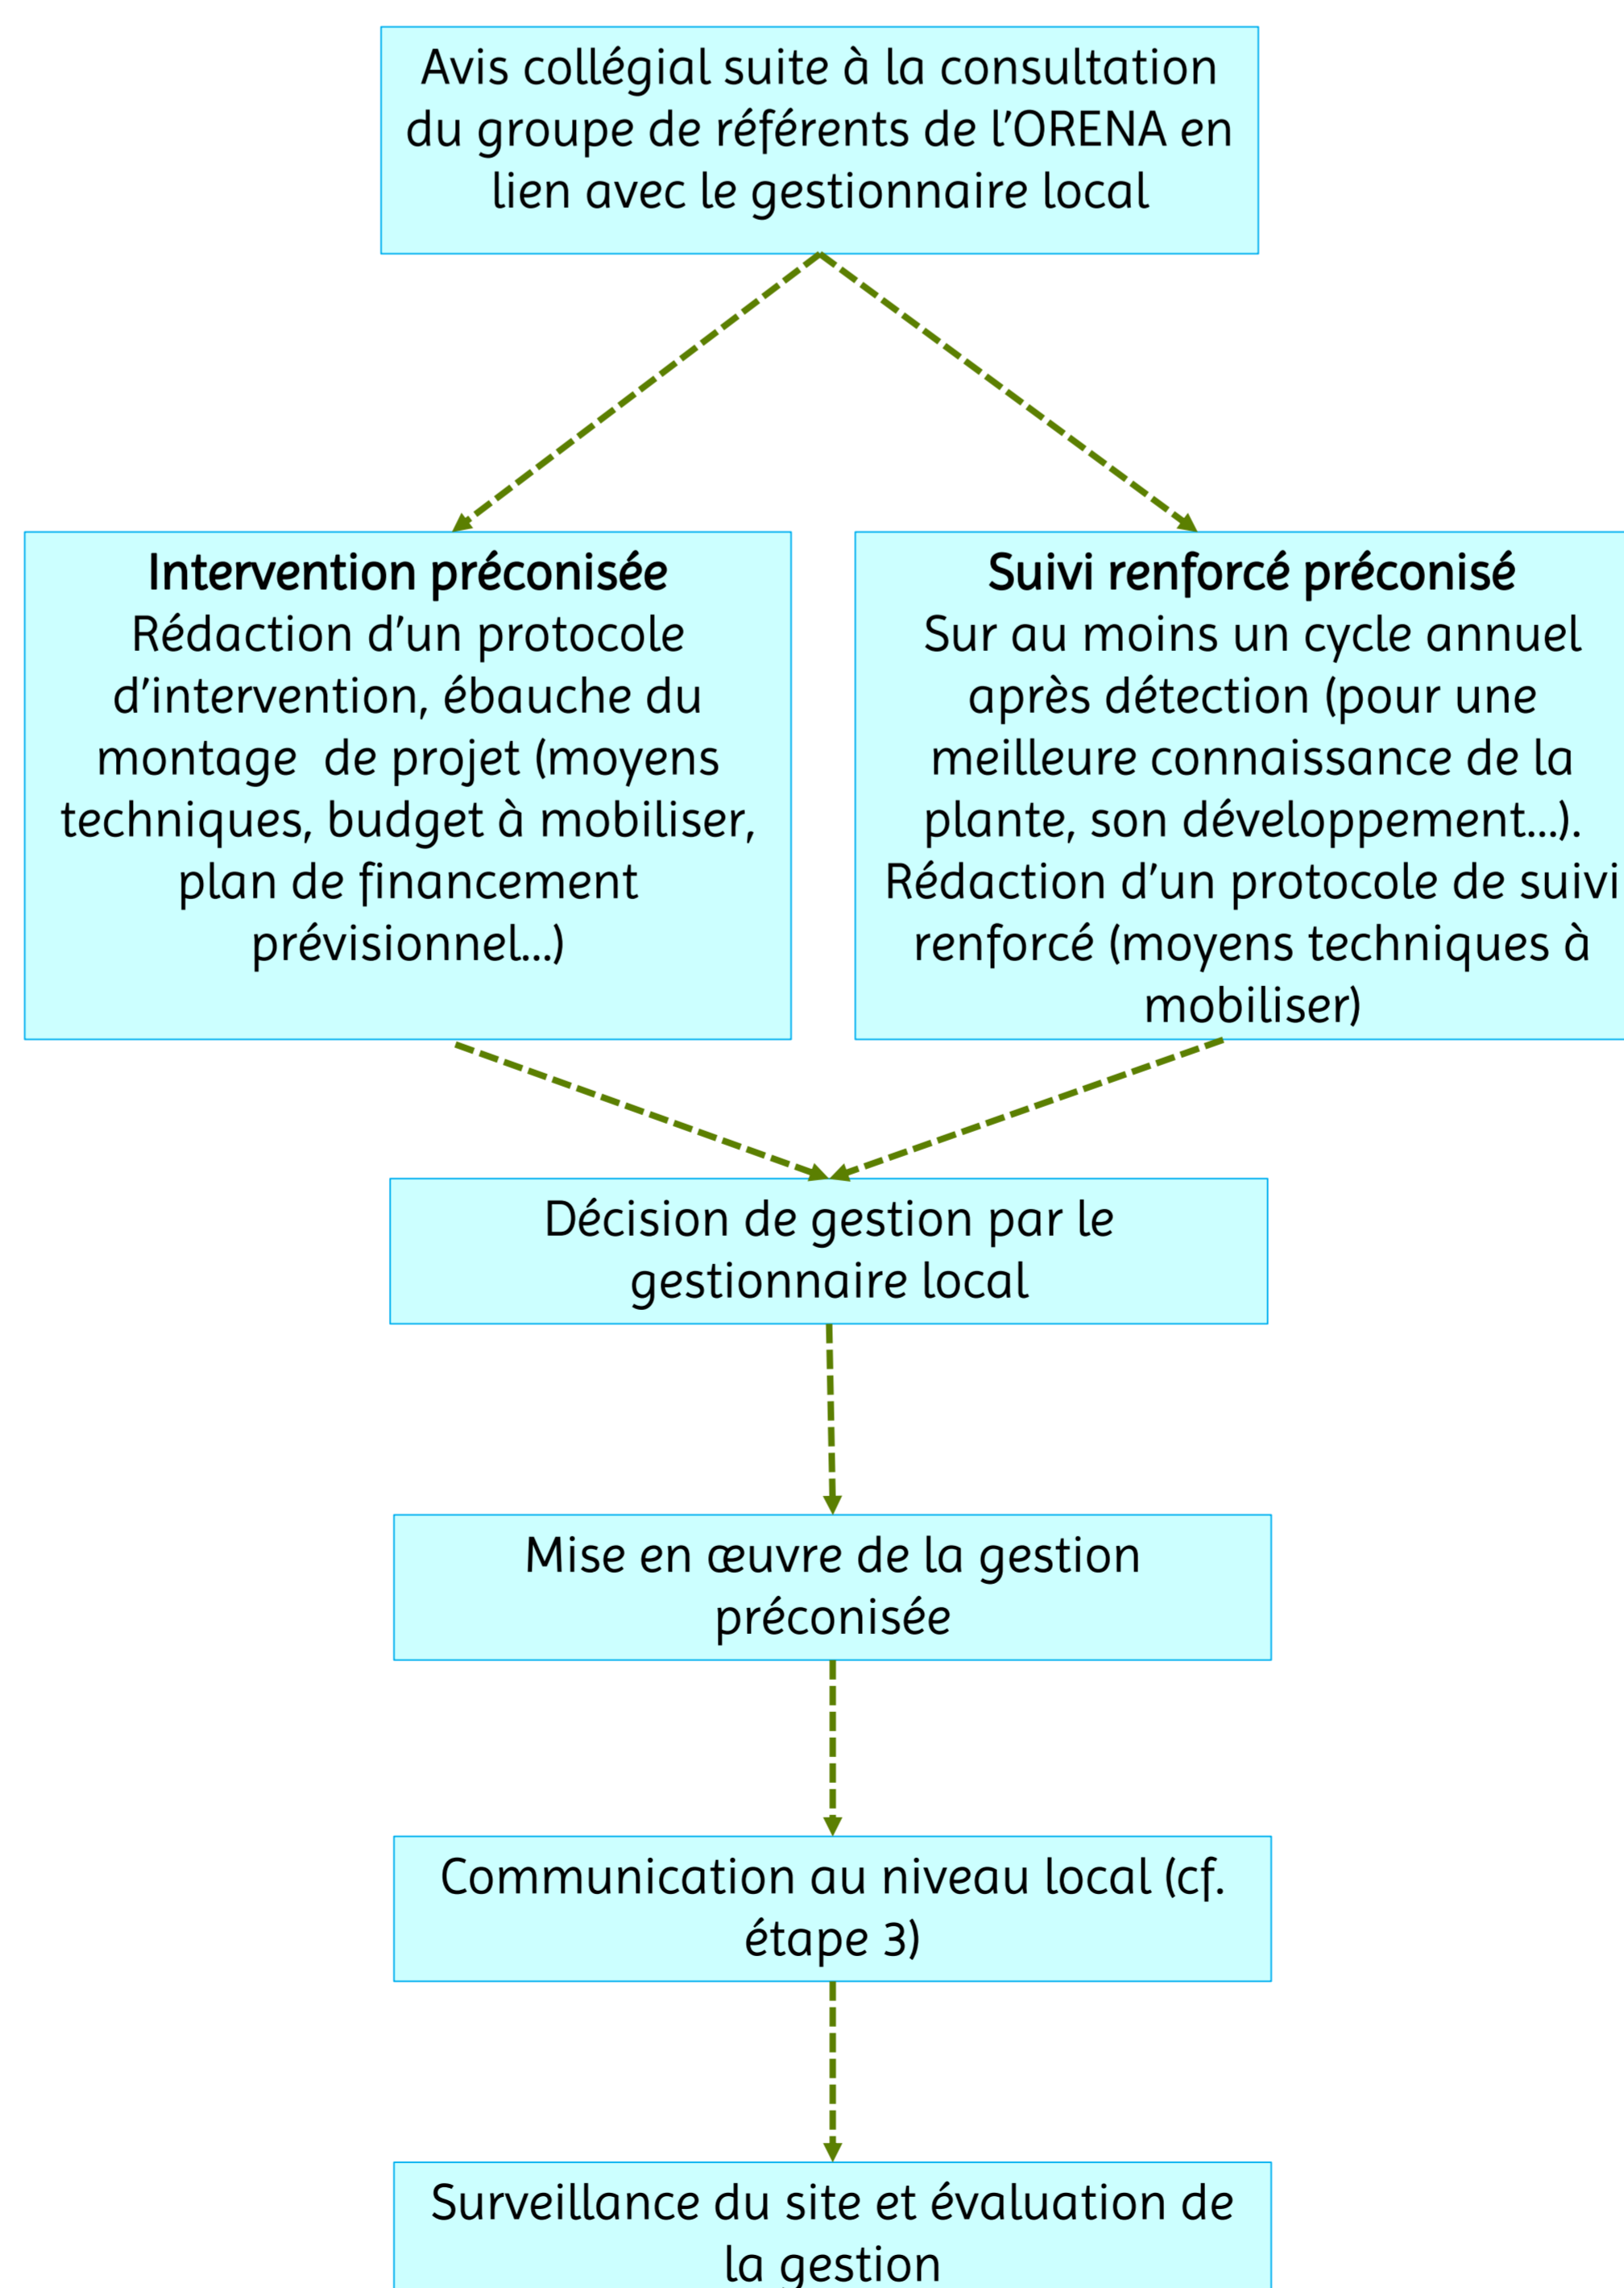 Avis collégial suite à la consultation
du groupe de référents de l’ORENA en
lien avec le gestionnaire local
Intervention préconisée
Rédaction d’un protocole
d’intervention, ébauche du
montage  de projet (moyens
techniques, budget à mobiliser,
plan de financement
prévisionnel...)
Suivi renforcé préconisé
Sur au moins un cycle annuel
après détection (pour une
meilleure connaissance de la
plante, son développement...).
Rédaction d’un protocole de suivi
renforcé (moyens techniques à
mobiliser)
Décision de gestion par le
gestionnaire local
Mise en œuvre de la gestion
préconisée
Communication au niveau local (cf.
étape 3)
Surveillance du site et évaluation de
la gestion